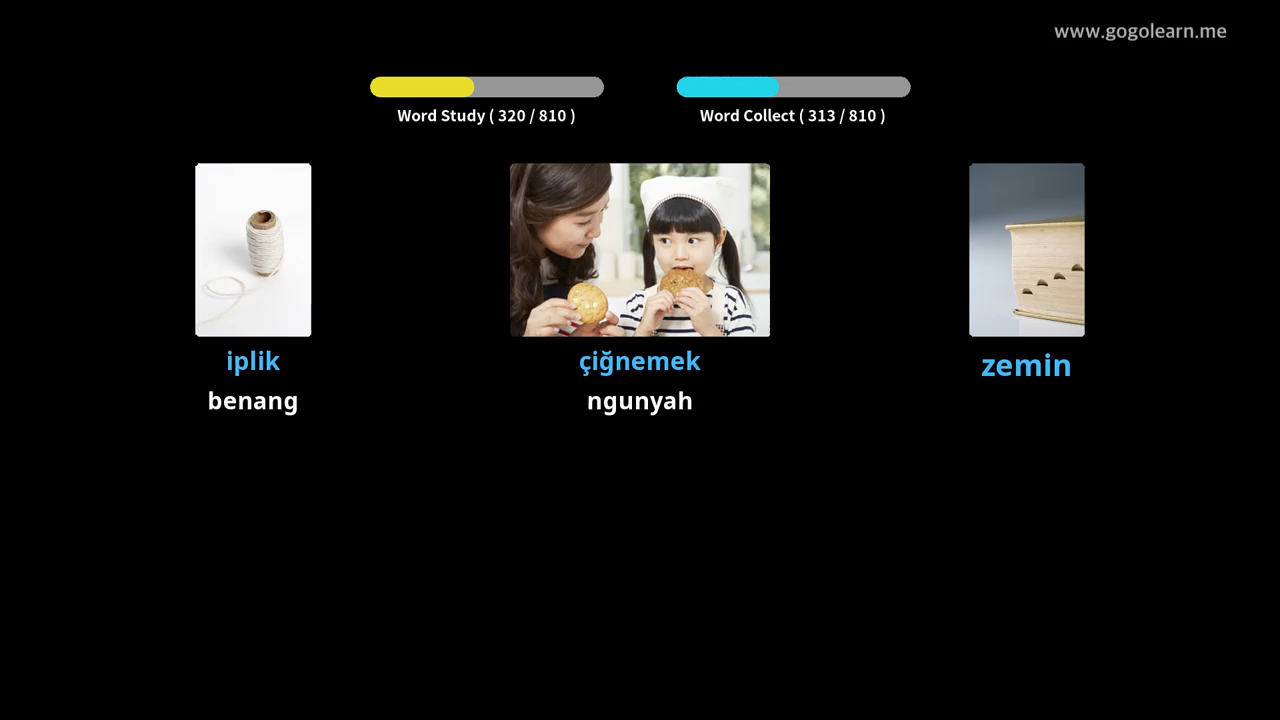 www.gogolearn.me
Word Study ( 320 / 810 )
Word Collect ( 313 / 810 )
iplik
benang
çiğnemek
ngunyah
zemin